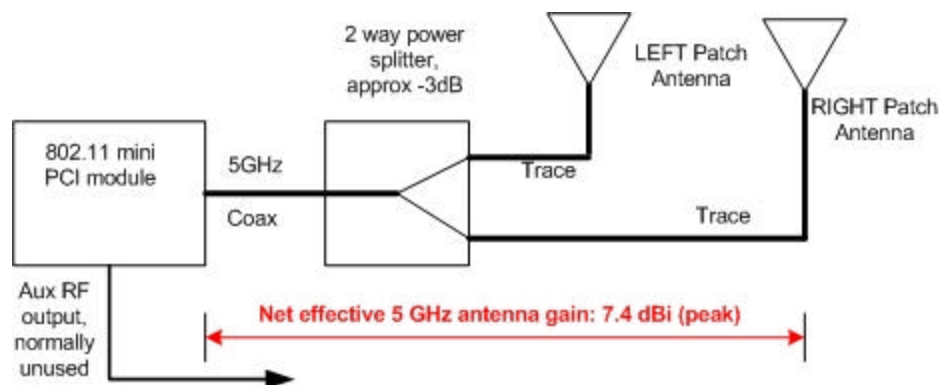 2 way power
splitter,
approx -3dB
LEFT Patch
Antenna
RIGHT Patch
Antenna
802.11 mini
PCI module
5GHz
Coax
Trace
Trace
Aux RF
output,
normally
unused
Net effective 5 GHz antenna gain: 7.4 dBi (peak)